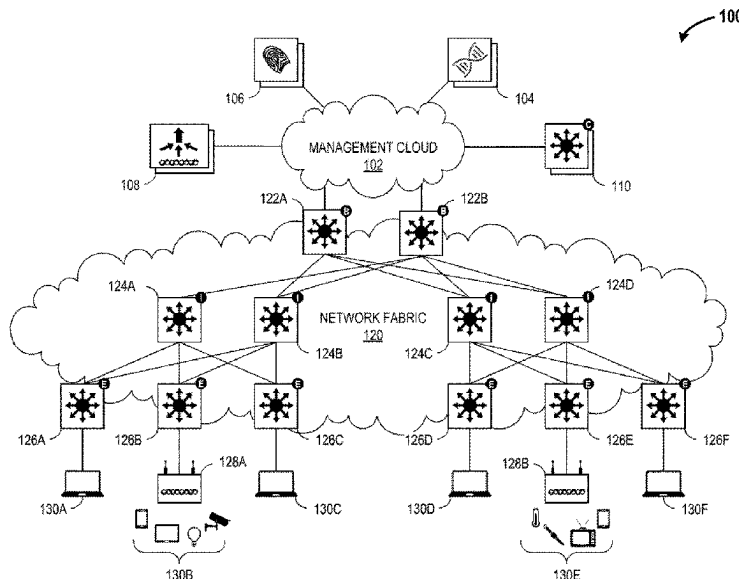 100
106
104
MANAGEMENT CLOUD
102
108
C
110
122A
B
122B
B
124A
I
I
I
124D
I
NETWORK FABRIC
120
124B
124C
E
E
E
E
E
E
126A
126B
126C
126D
126E
126F
128A
128B
130A
130C
130D
130F
130B
130E